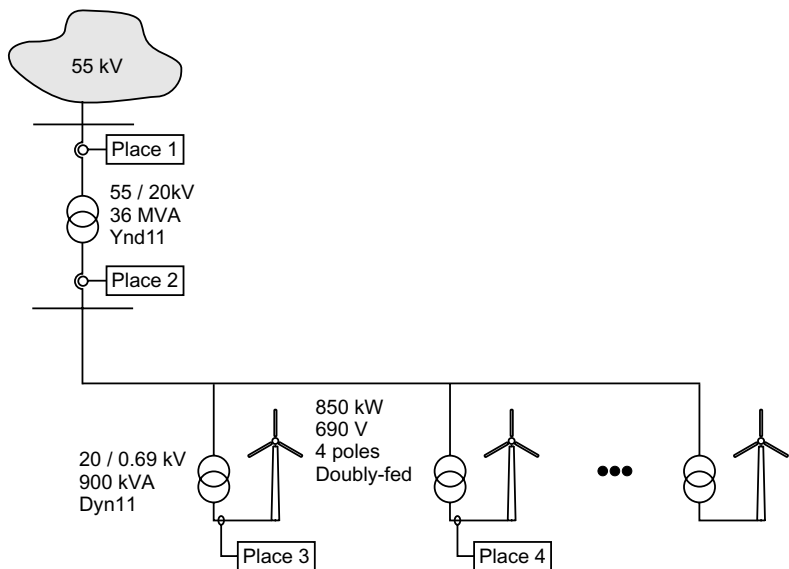 55 kV
Place 1
55 / 20kV
36 MVA
Ynd11
Place 2
850 kW
690 V
4 poles
Doubly-fed
20 / 0.69 kV
900 kVA
Dyn11
Place 3
Place 4